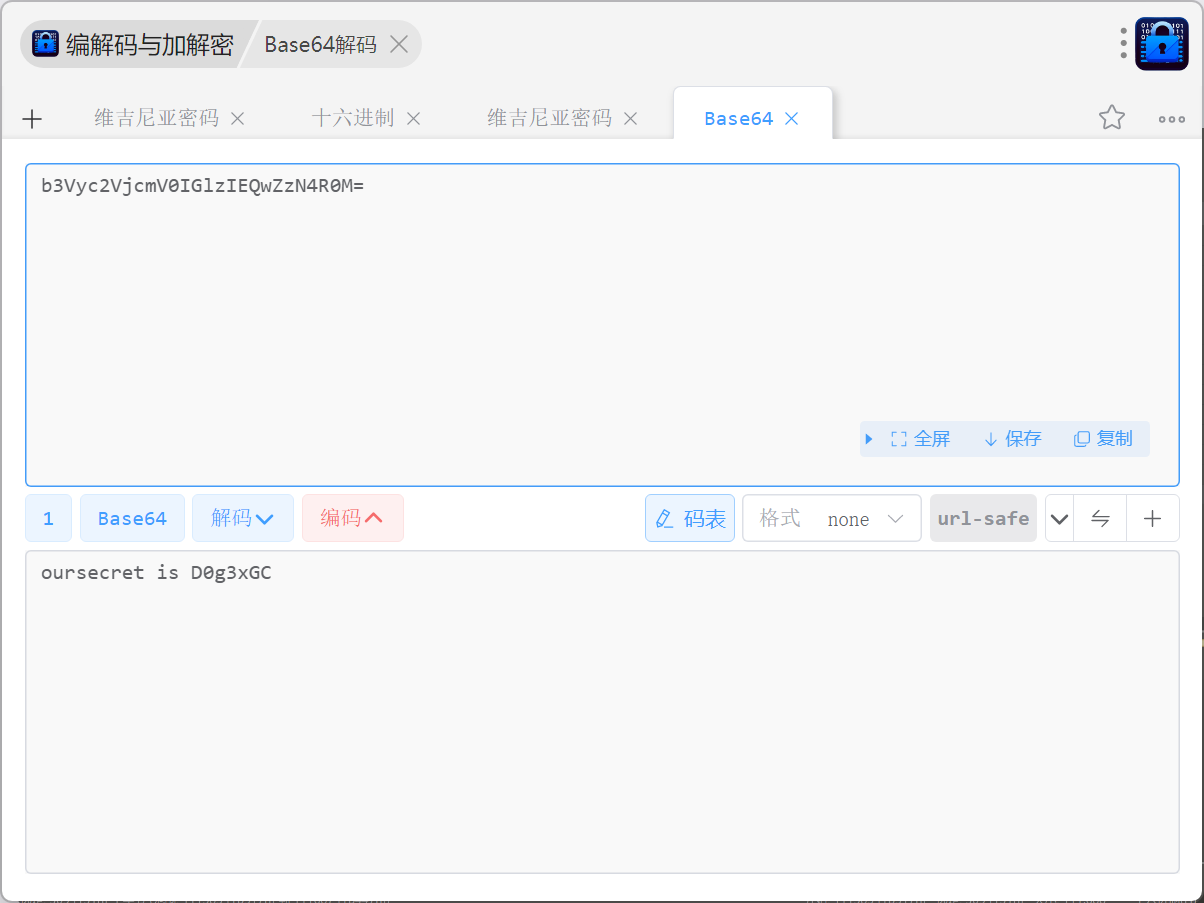 编解码与加解密 Base64解码
维吉尼亚密码 十六进制 维吉尼亚密码 Base64
b3Vyc2VjcmV0IGlzIEQwZzN4R0M=
全屏 保存 复制
1 Base64 解码 编码 码表 格式 none url-safe
oursecret is D0g3xGC